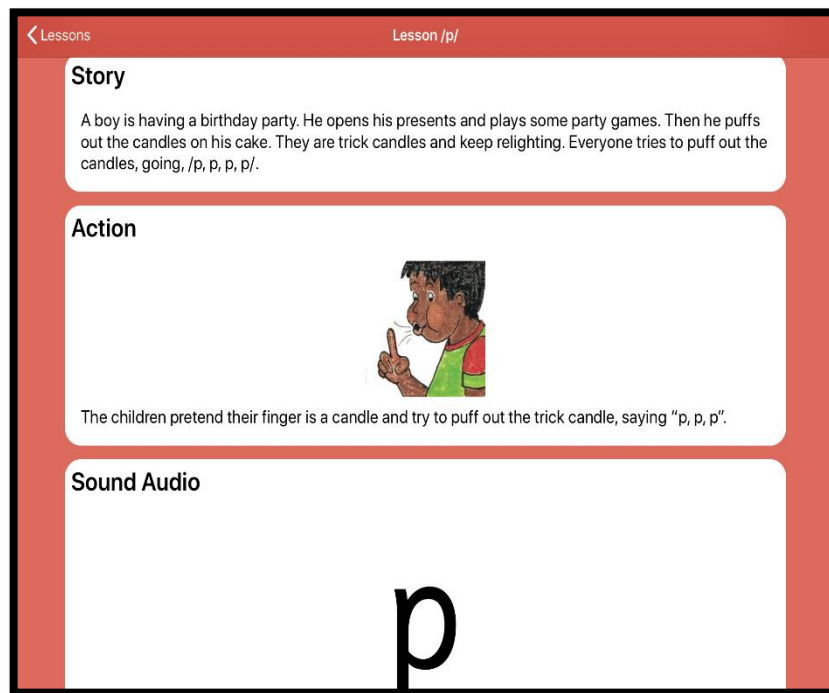 Lessons
Lesson /p/
Story
A boy is having a birthday party. He opens his presents and plays some party games. Then he puffs
out the candles on his cake. They are trick candles and keep relighting. Everyone tries to puff out the
candles, going, /p, p, p, p/.
Action
The children pretend their finger is a candle and try to puff out the trick candle, saying “p, p, p”.
Sound Audio
p